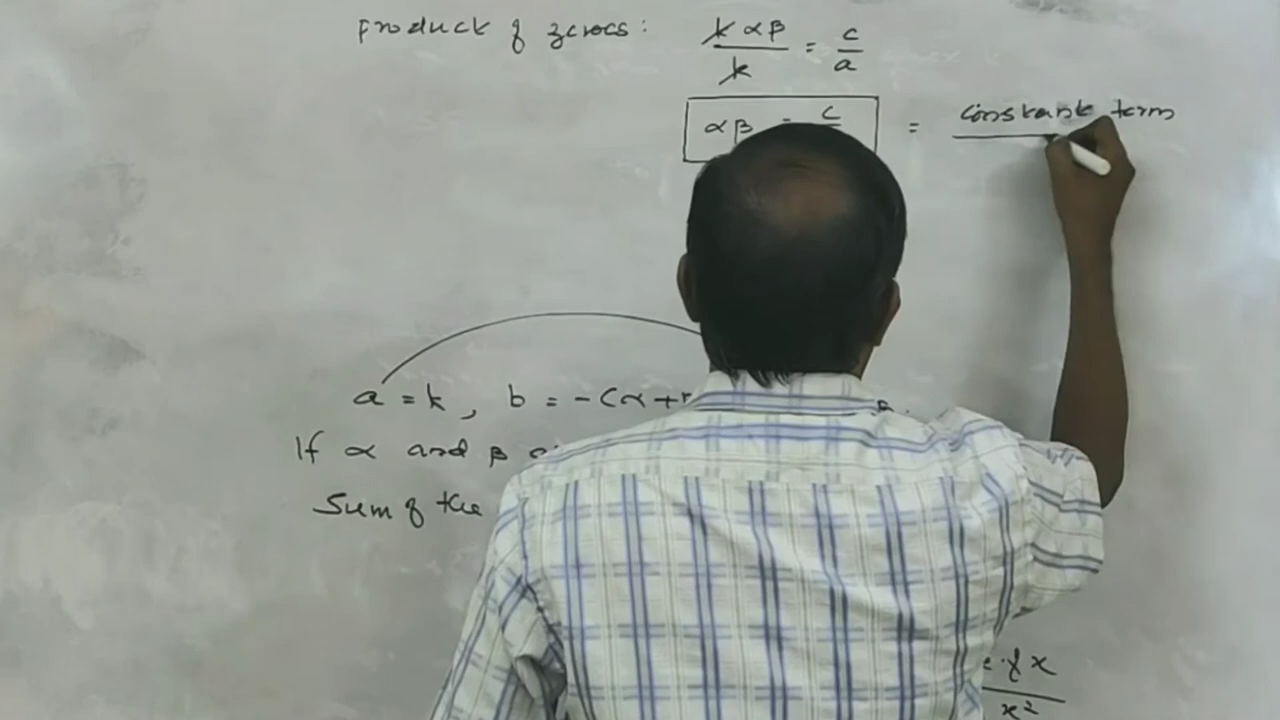 product of zeroes : k αβ / k = c / a
αβ = c = constant term
a = k , b = -(α+
If α and β
Sum of the
x
x²